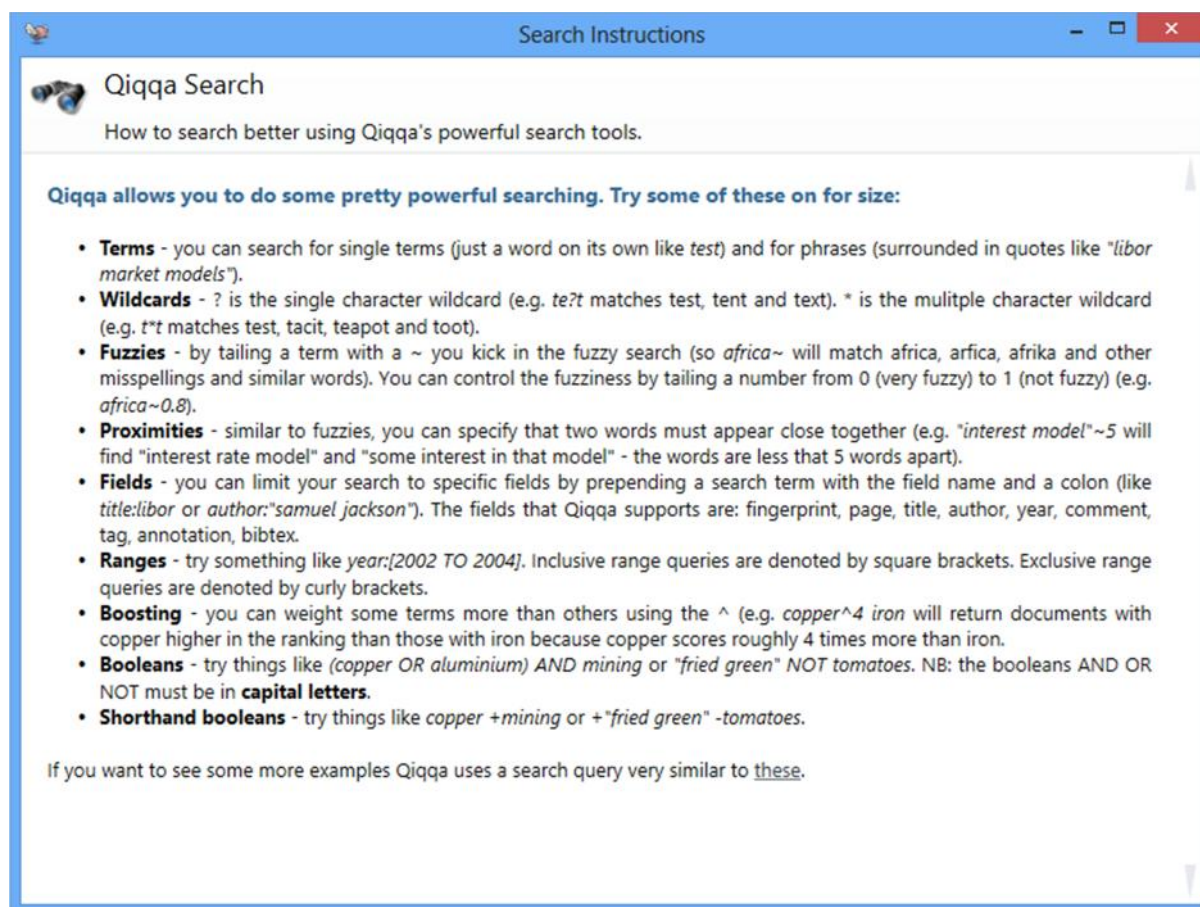 Search Instructions
Qiqqa Search
How to search better using Qiqqa's powerful search tools.
Qiqqa allows you to do some pretty powerful searching. Try some of these on for size:
• Terms - you can search for single terms (just a word on its own like test) and for phrases (surrounded in quotes like "libor
market models").
• Wildcards - ? is the single character wildcard (e.g. te?t matches test, tent and text). * is the mulitple character wildcard
(e.g. t*t matches test, tacit, teapot and toot).
• Fuzzies - by tailing a term with a ~ you kick in the fuzzy search (so africa~ will match africa, arfica, afrika and other
misspellings and similar words). You can control the fuzziness by tailing a number from 0 (very fuzzy) to 1 (not fuzzy) (e.g.
africa~0.8).
• Proximities - similar to fuzzies, you can specify that two words must appear close together (e.g. "interest model"~5 will
find "interest rate model" and "some interest in that model" - the words are less that 5 words apart).
• Fields - you can limit your search to specific fields by prepending a search term with the field name and a colon (like
title:libor or author:"samuel jackson"). The fields that Qiqqa supports are: fingerprint, page, title, author, year, comment,
tag, annotation, bibtex.
• Ranges - try something like year:[2002 TO 2004]. Inclusive range queries are denoted by square brackets. Exclusive range
queries are denoted by curly brackets.
• Boosting - you can weight some terms more than others using the ^ (e.g. copper^4 iron will return documents with
copper higher in the ranking than those with iron because copper scores roughly 4 times more than iron.
• Booleans - try things like (copper OR aluminium) AND mining or "fried green" NOT tomatoes. NB: the booleans AND OR
NOT must be in capital letters.
• Shorthand booleans - try things like copper +mining or +"fried green" -tomatoes.
If you want to see some more examples Qiqqa uses a search query very similar to these.